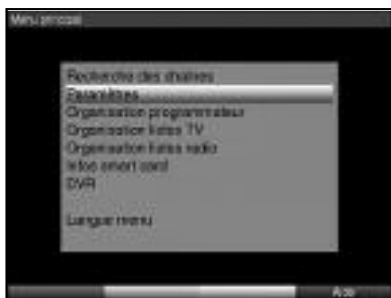 Menu principal
Recherche des chaînes
Paramètres
Organisation programmateur
Organisation listes TV
Organisation listes radio
Infos smart card
DVR
Langue menu
Aide